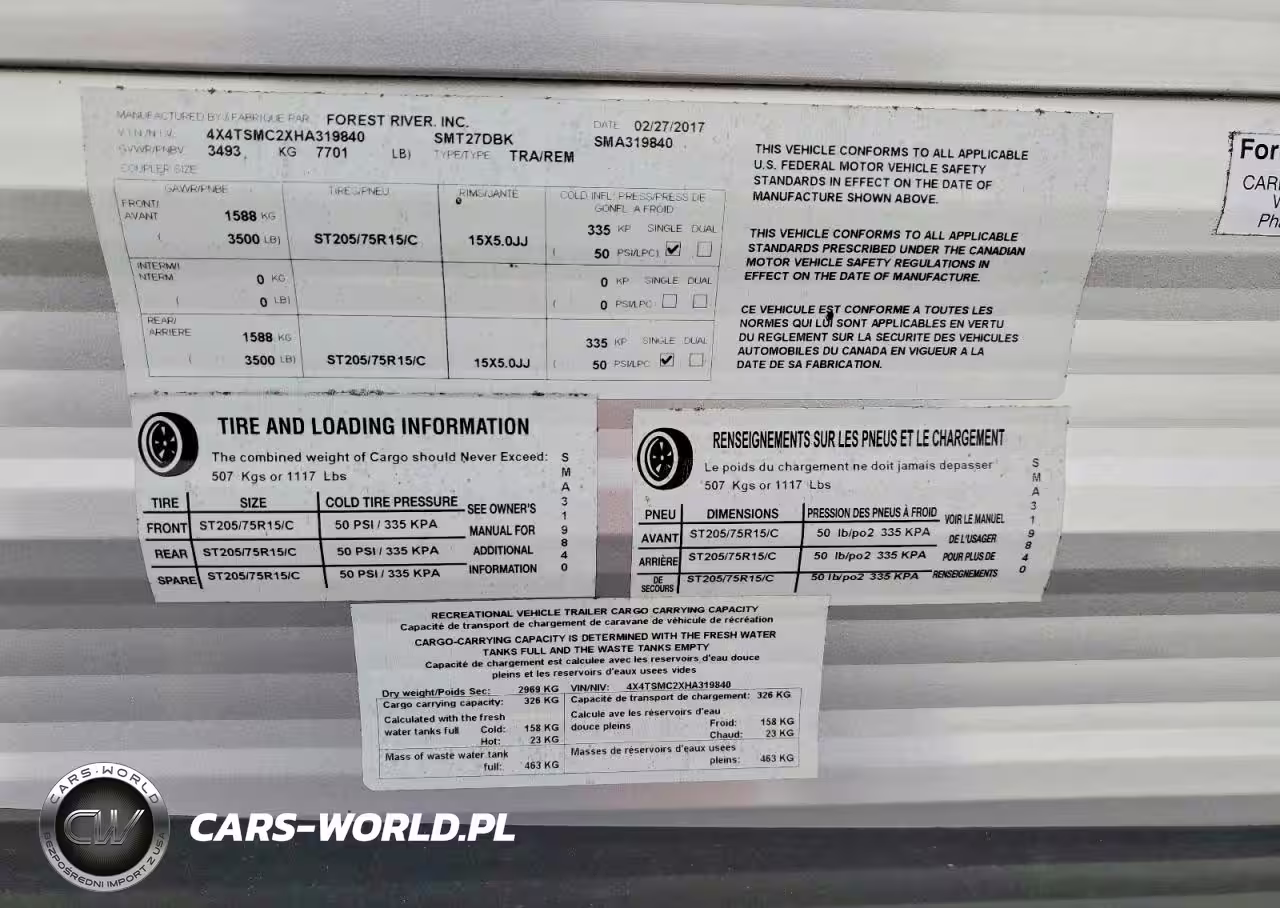 MANUFACTURED BY / FABRIQUE PAR FOREST RIVER, INC. DATE 02/27/2017
V.I.N/N.I.V. 4X4TSMC2XHA319840 SMT27DBK SMA319840
GVWR/PNBV 3493 KG 7701 LB) TYPE/TYPE TRA/REM
COUPLER SIZE
GAWR/PNBE TIRES/PNEU RIMS/JANTE COLD INFL. PRESS/PRESS DE
GONFL A FROID
FRONT/
AVANT 1588 KG 335 KP SINGLE DUAL
( 3500 LB) ST205/75R15/C 15X5.0JJ ( 50 PSI/LPC)
INTERM/I
NTERM 0 KG 0 KP SINGLE DUAL
( 0 LB) ( 0 PSI/LPC
REAR/
ARRIERE 1588 KG 335 KP SINGLE DUAL
( 3500 LB) ST205/75R15/C 15X5.0JJ ( 50 PSI/LPC
THIS VEHICLE CONFORMS TO ALL APPLICABLE
U.S. FEDERAL MOTOR VEHICLE SAFETY
STANDARDS IN EFFECT ON THE DATE OF
MANUFACTURE SHOWN ABOVE.
THIS VEHICLE CONFORMS TO ALL APPLICABLE
STANDARDS PRESCRIBED UNDER THE CANADIAN
MOTOR VEHICLE SAFETY REGULATIONS IN
EFFECT ON THE DATE OF MANUFACTURE.
CE VEHICULE EST CONFORME A TOUTES LES
NORMES QUI LUI SONT APPLICABLES EN VERTU
DU REGLEMENT SUR LA SECURITE DES VEHICULES
AUTOMOBILES DU CANADA EN VIGUEUR A LA
DATE DE SA FABRICATION.
TIRE AND LOADING INFORMATION
The combined weight of Cargo should Never Exceed:
507 Kgs or 1117 Lbs
TIRE SIZE COLD TIRE PRESSURE SEE OWNER'S
FRONT ST205/75R15/C 50 PSI / 335 KPA MANUAL FOR
REAR ST205/75R15/C 50 PSI / 335 KPA ADDITIONAL
SPARE ST205/75R15/C 50 PSI / 335 KPA INFORMATION
SMA319840
RENSEIGNEMENTS SUR LES PNEUS ET LE CHARGEMENT
Le poids du chargement ne doit jamais depasser
507 Kgs or 1117 Lbs
PNEU DIMENSIONS PRESSION DES PNEUS À FROID VOIR LE MANUEL
AVANT ST205/75R15/C 50 lb/po2 335 KPA DE L'USAGER
ARRIÈRE ST205/75R15/C 50 lb/po2 335 KPA POUR PLUS DE
DE
SECOURS ST205/75R15/C 50 lb/po2 335 KPA RENSEIGNEMENTS
SMA319840
RECREATIONAL VEHICLE TRAILER CARGO CARRYING CAPACITY
Capacité de transport de chargement de caravane de véhicule de récréation
CARGO-CARRYING CAPACITY IS DETERMINED WITH THE FRESH WATER
TANKS FULL AND THE WASTE TANKS EMPTY
Capacité de chargement est calculee avec les reservoirs d'eau douce
pleins et les reservoirs d'eaux usees vides
Dry weight/Poids Sec: 2969 KG VIN/NIV: 4X4TSMC2XHA319840
Cargo carrying capacity: 326 KG Capacité de transport de chargement: 326 KG
Calculated with the fresh
water tanks full Cold: 158 KG
Hot: 23 KG
Calcule ave les réservoirs d'eau
douce pleins Froid: 158 KG
Chaud: 23 KG
Mass of waste water tank
full: 463 KG
Masses de réservoirs d'eaux usées
pleins: 463 KG
For
CARS-WORLD
CW
BEZPOŚREDNI IMPORT Z USA
CARS-WORLD.PL